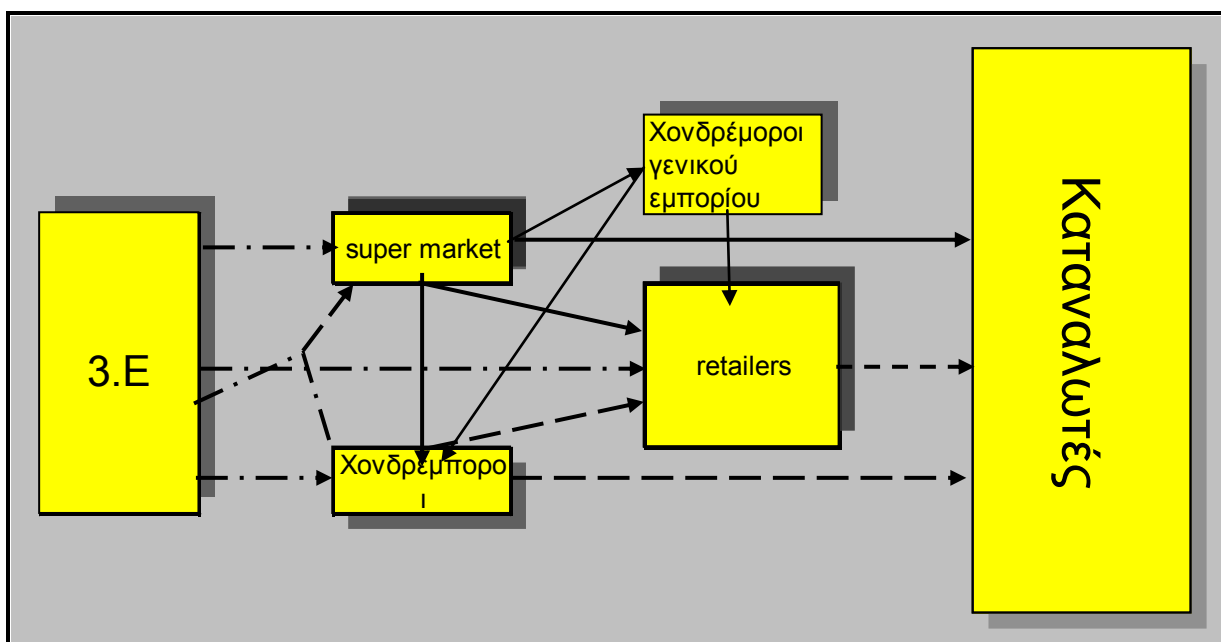 3.E
super market
Χονδρέμπορο
ι
Χονδρέμοροι
γενικού
εμπορίου
retailers
Καταναλωτές